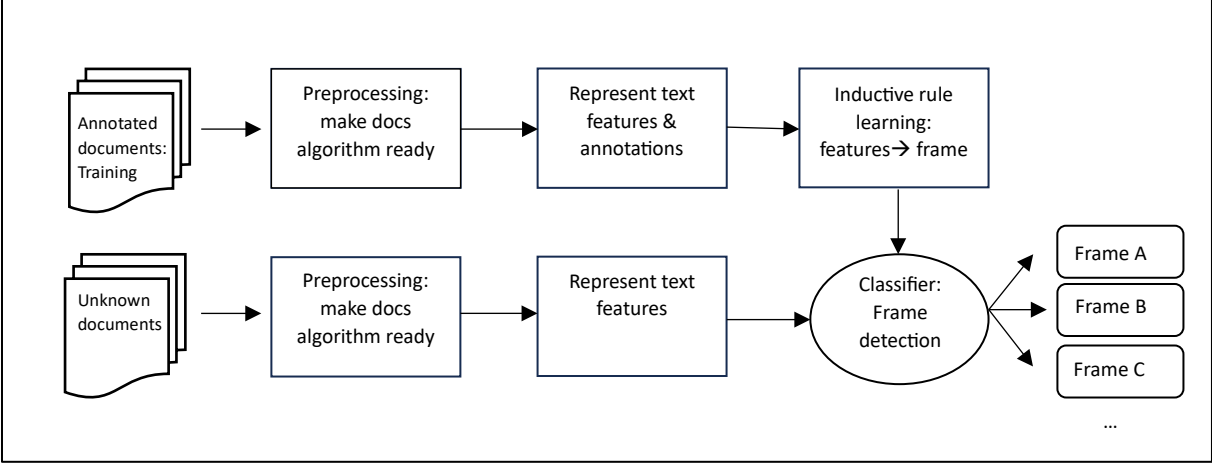 Annotated
documents:
Training
Preprocessing:
make docs
algorithm ready
Represent text
features &
annotations
Inductive rule
learning:
features→ frame
Unknown
documents
Preprocessing:
make docs
algorithm ready
Represent text
features
Classifier:
Frame
detection
Frame A
Frame B
Frame C
...